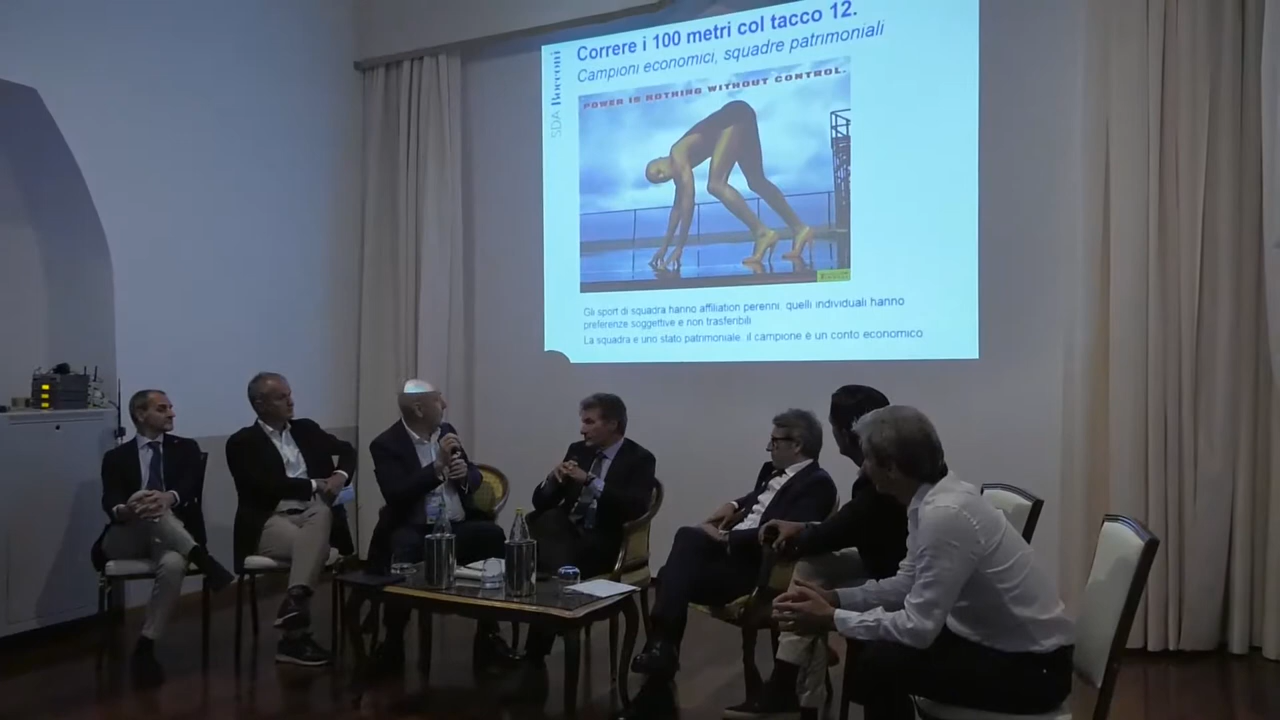 SDA Bocconi
Correre i 100 metri col tacco 12.
Campioni economici, squadre patrimoniali
POWER IS NOTHING WITHOUT CONTROL.
Gli sport di squadra hanno affiliation perenni: quelli individuali hanno
preferenze soggettive e non trasferibili
La squadra e uno stato patrimoniale: il campione e un conto economico